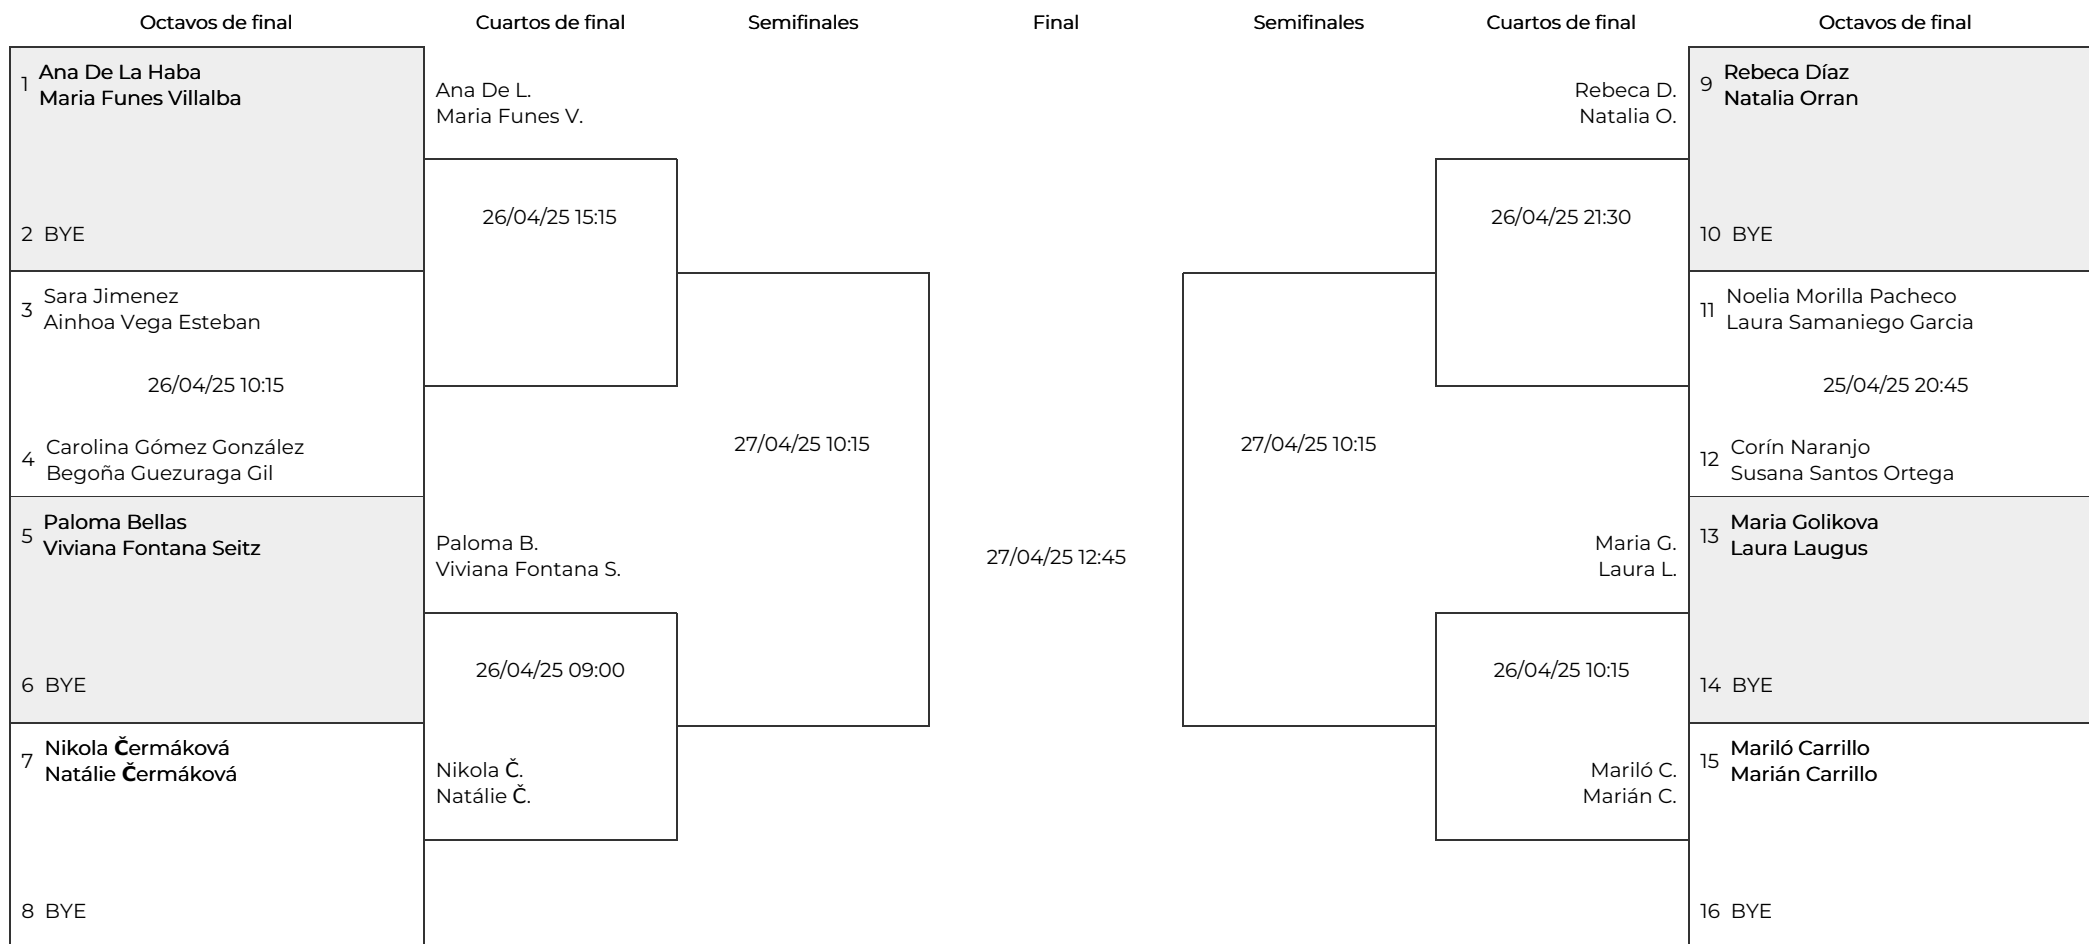 Octavos de final
Cuartos de final
Semifinales
Final
Semifinales
Cuartos de final
Octavos de final
1
Ana De La Haba
Maria Funes Villalba
2 BYE
3
Sara Jimenez
Ainhoa Vega Esteban
26/04/25 10:15
4
Carolina Gómez González
Begoña Guezuraga Gil
5
Paloma Bellas
Viviana Fontana Seitz
6 BYE
7
Nikola Čermáková
Natálie Čermáková
8 BYE
Ana De L.
Maria Funes V.
26/04/25 15:15
Paloma B.
Viviana Fontana S.
26/04/25 09:00
Nikola Č.
Natálie Č.
27/04/25 10:15
27/04/25 12:45
27/04/25 10:15
Rebeca D.
Natalia O.
26/04/25 21:30
Maria G.
Laura L.
26/04/25 10:15
Mariló C.
Marián C.
9
Rebeca Díaz
Natalia Orran
10 BYE
11
Noelia Morilla Pacheco
Laura Samaniego Garcia
25/04/25 20:45
12
Corín Naranjo
Susana Santos Ortega
13
Maria Golikova
Laura Laugus
14 BYE
15
Mariló Carrillo
Marián Carrillo
16 BYE